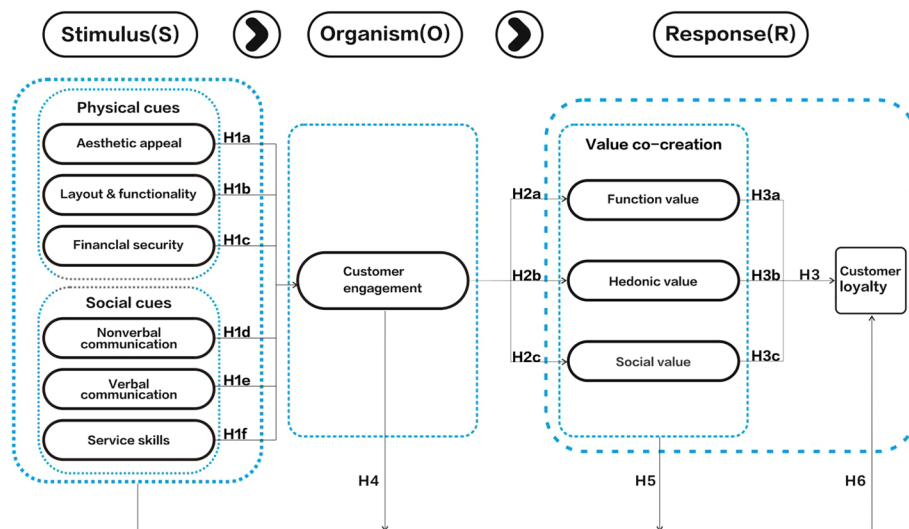 Stimulus(S)
Organism(O)
Response(R)
Physical cues
Aesthetic appeal
H1a
Layout & functionality
H1b
Financial security
H1c
Social cues
Nonverbal
communication
H1d
Verbal
communication
H1e
Service skills
H1f
Customer
engagement
Value co-creation
H2a
Function value
H3a
H2b
Hedonic value
H3b
H2c
Social value
H3c
H3
Customer
loyalty
H4
H5
H6